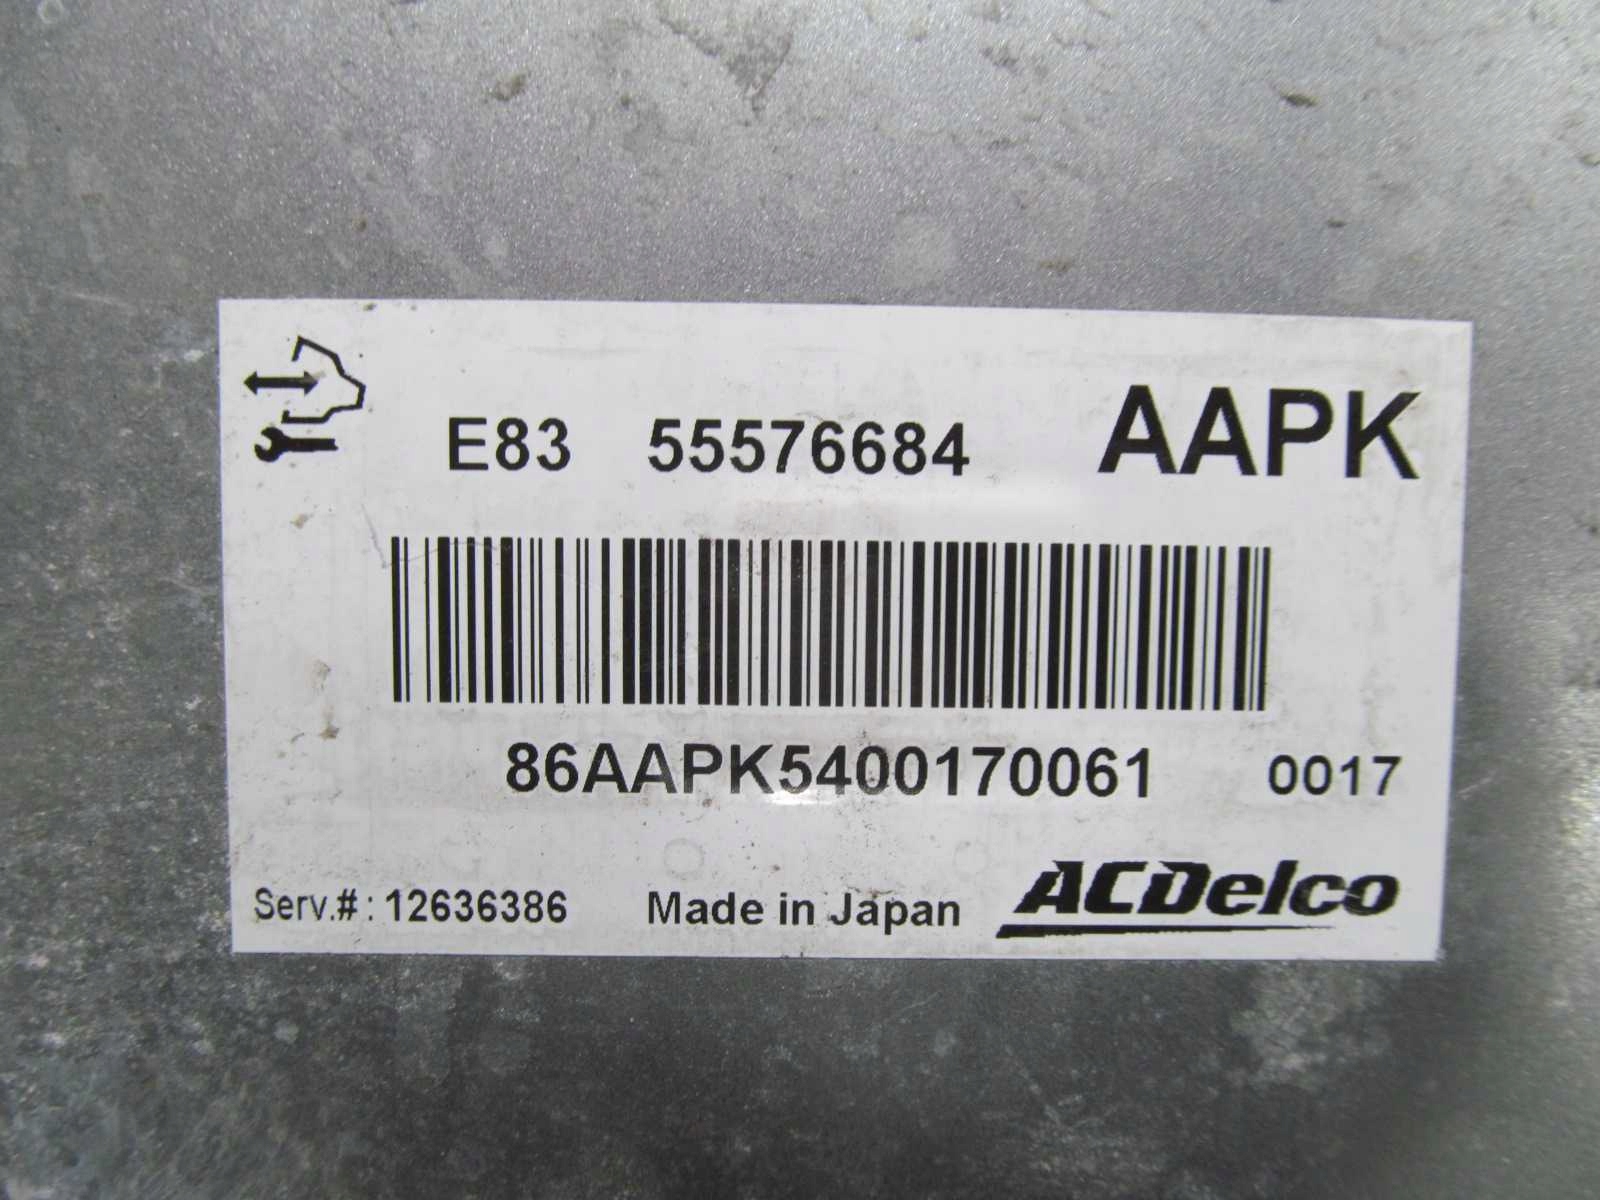 E83 55576684 AAPK
86AAPK5400170061 0017
Serv.#: 12636386 Made in Japan ACDelco